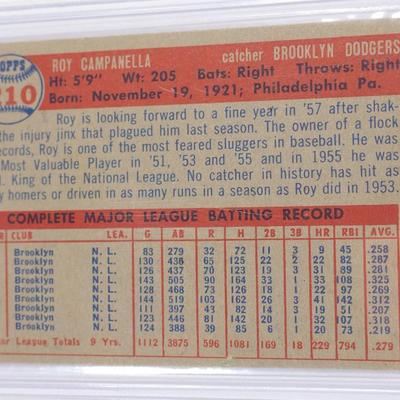 TOPPS
210
ROY CAMPANELLA catcher BROOKLYN DODGERS
Ht: 5'9" Wt: 205 Bats: Right Throws: Right
Born: November 19, 1921; Philadelphia Pa.
Roy is looking forward to a fine year in '57 after shak-
the injury jinx that plagued him last season. The owner of a flock
records, Roy is one of the most feared sluggers in baseball. He was
Most Valuable Player in '51, '53 and '55 and in 1955 he was
King of the National League. No catcher in history has hit as
y homers or driven in as many runs in a season as Roy did in 1953.
COMPLETE MAJOR LEAGUE BATTING RECORD
CLUB LEA. G AB R H 2B 3B HR RBI AVG.
Brooklyn N. L. 83 279 32 72 11 3 9 45 .258
Brooklyn N. L. 130 436 65 125 22 2 22 82 .287
Brooklyn N. L. 126 437 70 123 19 3 31 89 .281
Brooklyn N. L. 143 505 90 164 33 1 33 108 .325
Brooklyn N. L. 128 468 73 126 18 1 22 97 .269
Brooklyn N. L. 144 519 103 162 26 3 41 142 .312
Brooklyn N. L. 111 397 43 82 14 3 19 51 .207
Brooklyn N. L. 123 446 81 142 20 1 32 107 .318
Brooklyn N. L. 124 388 39 85 6 1 20 73 .219
or League Totals 9 Yrs. 1112 3875 596 1081 169 18 229 794 .279